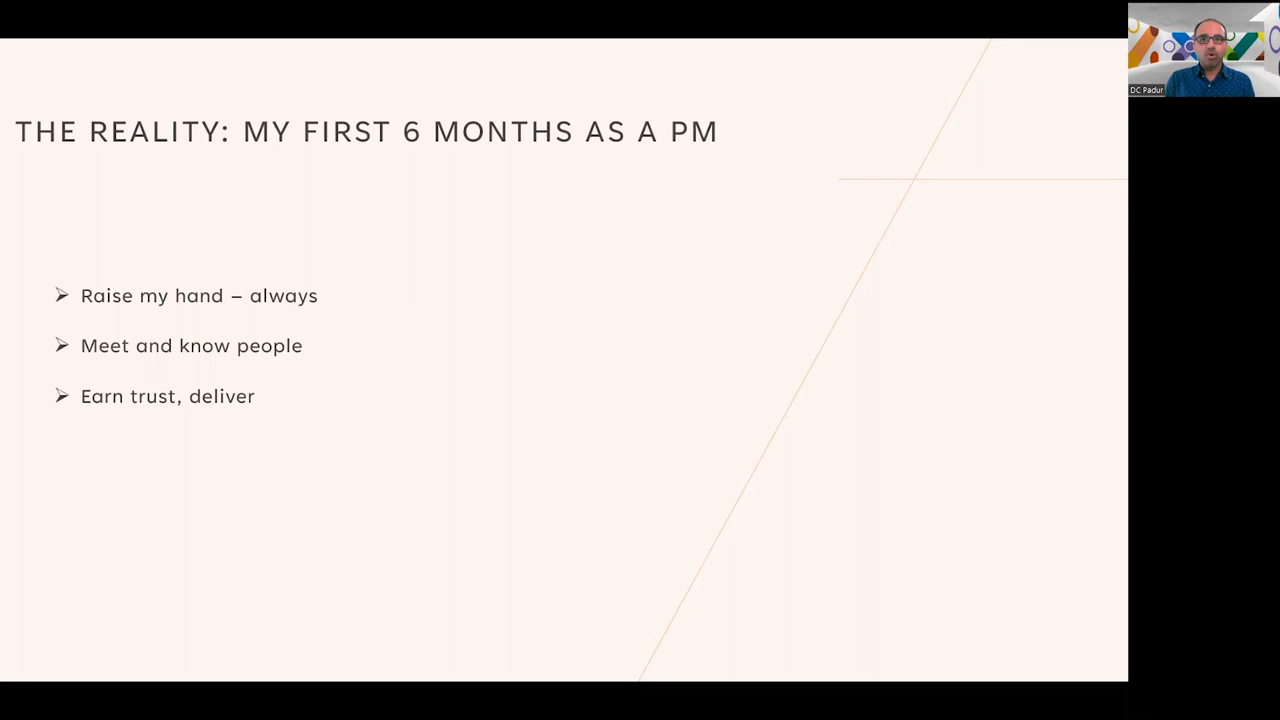 THE REALITY: MY FIRST 6 MONTHS AS A PM
Raise my hand – always
Meet and know people
Earn trust, deliver
DC Padur